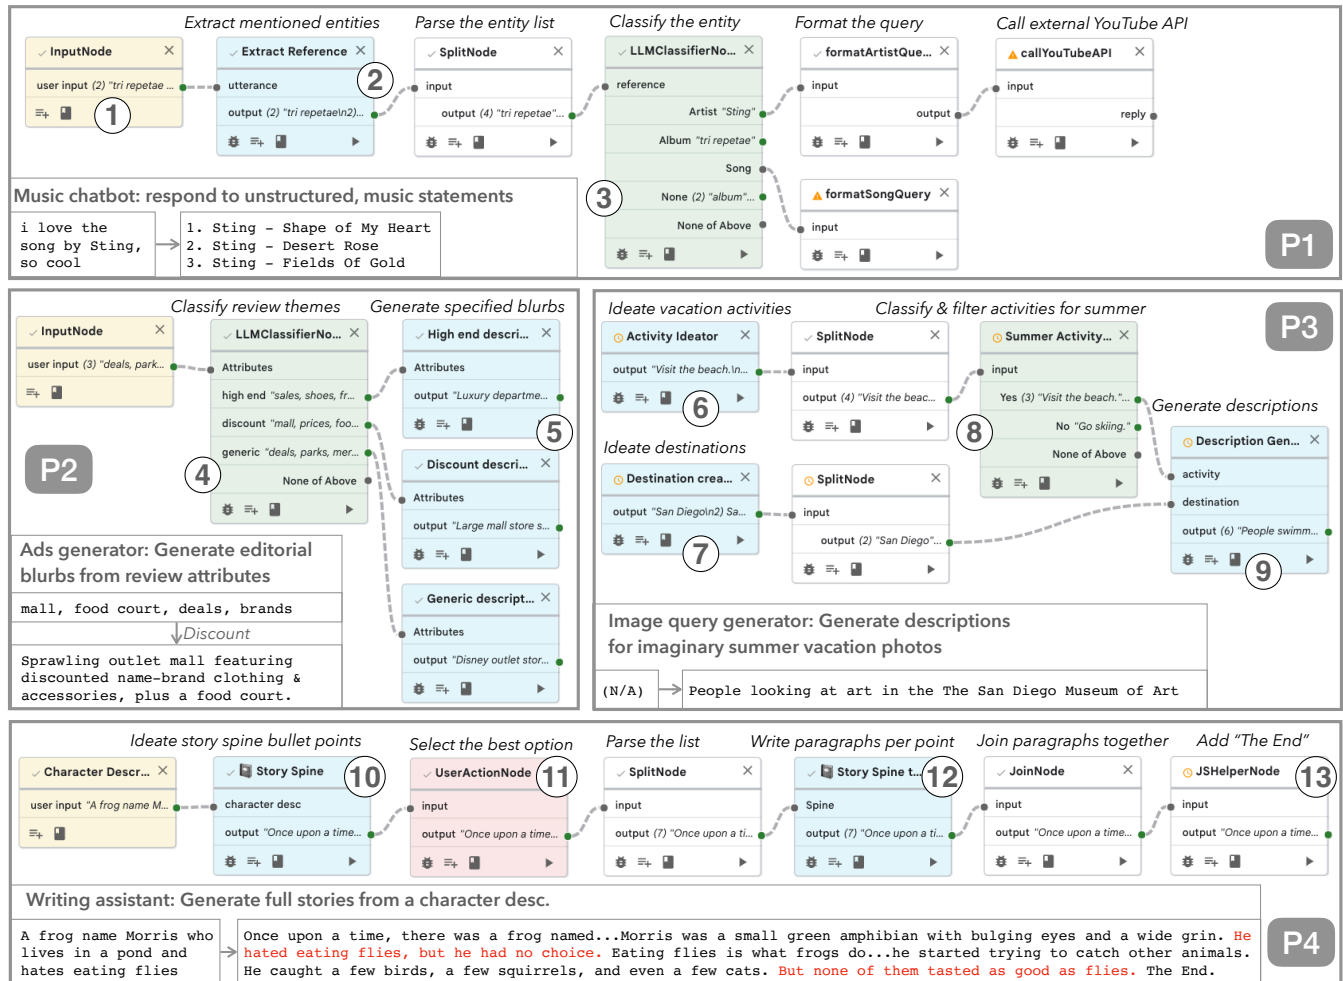 Extract mentioned entities
Parse the entity list
Classify the entity
Format the query
Call external YouTube API
InputNode
user input (2) "tri repetae ...
1
Extract Reference
utterance
output (2) "tri repetae\n2)...
2
SplitNode
input
output (4) "tri repetae"...
LLMClassifierNo...
reference
Artist "Sting"
Album "tri repetae"
Song
None (2) "album"...
None of Above
3
formatArtistQue...
input
output
callYouTubeAPI
input
reply
formatSongQuery
input
Music chatbot: respond to unstructured, music statements
i love the
song by Sting,
so cool
1. Sting - Shape of My Heart
2. Sting - Desert Rose
3. Sting - Fields Of Gold
P1
Classify review themes
Generate specified blurbs
InputNode
user input (3) "deals, park...
LLMClassifierNo...
Attributes
high end "sales, shoes, fr...
discount "mall, prices, foo...
generic "deals, parks, mer...
None of Above
4
High end descri...
Attributes
output "Luxury departme...
5
Discount descri...
Attributes
output "Large mall store s...
Generic descript...
Attributes
output "Disney outlet stor...
P2
Ads generator: Generate editorial
blurbs from review attributes
mall, food court, deals, brands
Discount
Sprawling outlet mall featuring
discounted name-brand clothing &
accessories, plus a food court.
Ideate vacation activities
Classify & filter activities for summer
Activity Ideator
output "Visit the beach.\n...
6
SplitNode
input
output (4) "Visit the beac...
Summer Activity...
input
Yes (3) "Visit the beach."...
No "Go skiing."
None of Above
8
P3
Generate descriptions
Ideate destinations
Destination crea...
output "San Diego\n2) Sa...
7
SplitNode
input
output (2) "San Diego"...
Description Gen...
activity
destination
output (6) "People swimm...
9
Image query generator: Generate descriptions
for imaginary summer vacation photos
(N/A)
People looking at art in the The San Diego Museum of Art
Ideate story spine bullet points
Select the best option
Parse the list
Write paragraphs per point
Join paragraphs together
Add “The End”
Character Descr...
user input "A frog name M...
Story Spine
character desc
output "Once upon a time...
10
UserActionNode
input
output "Once upon a time...
11
SplitNode
input
output (7) "Once upon a ti...
Story Spine t...
Spine
output (7) "Once upon a ti...
12
JoinNode
input
output "Once upon a time...
JSHelperNode
input
output "Once upon a time...
13
Writing assistant: Generate full stories from a character desc.
A frog name Morris who
lives in a pond and
hates eating flies
Once upon a time, there was a frog named...Morris was a small green amphibian with bulging eyes and a wide grin. He
hated eating flies, but he had no choice. Eating flies is what frogs do...he started trying to catch other animals.
He caught a few birds, a few squirrels, and even a few cats. But none of them tasted as good as flies. The End.
P4